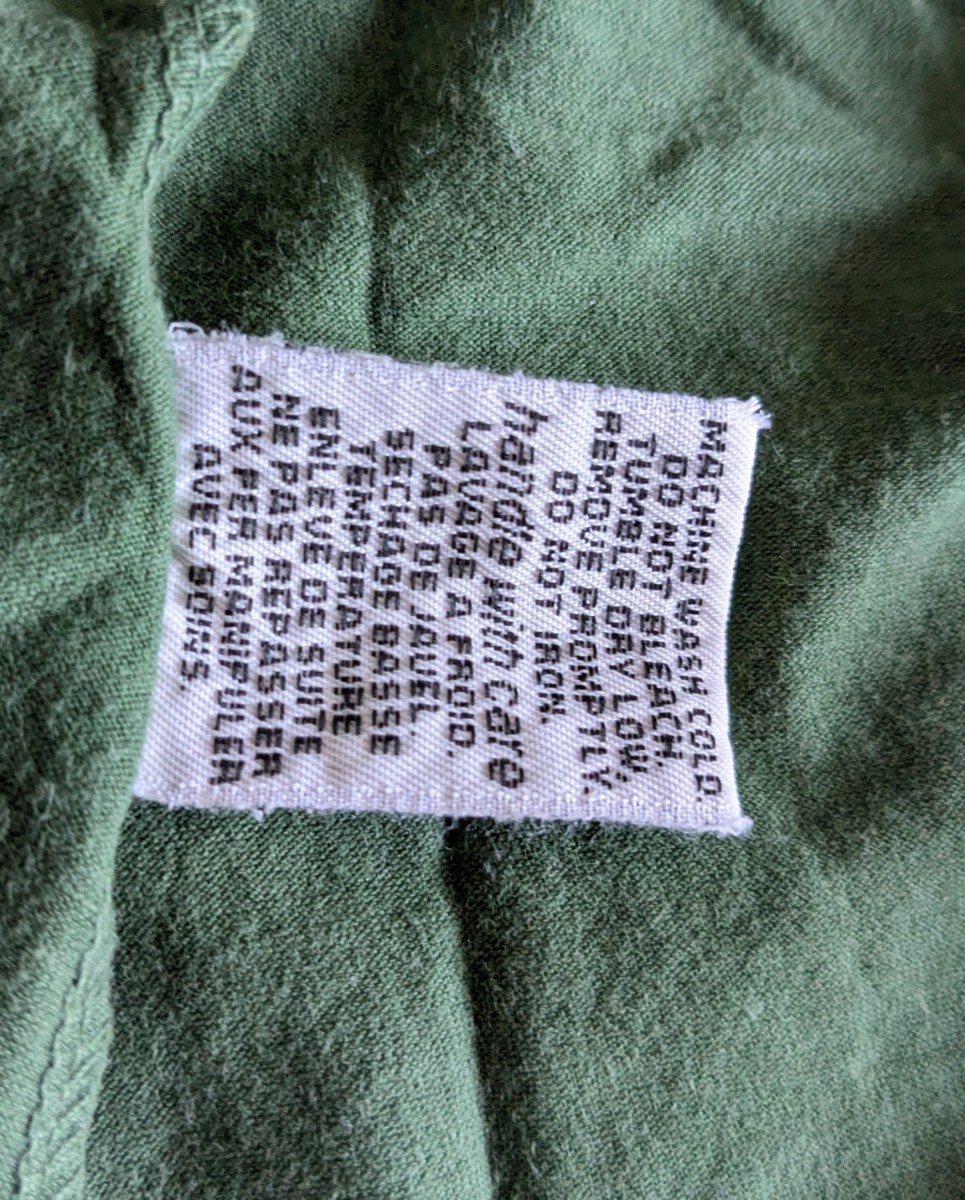 MACHINE WASH COLD.
DO NOT BLEACH.
TUMBLE DRY LOW,
REMOVE PROMPTLY.
DO NOT IRON.
handle with care
LAVAGE A FROID.
PAS DE JAVEL.
SECHAGE BASSE
TEMPERATURE
ENLEVE DE SUITE
NE PAS REPASSER
AUX PER MANIPULER
AVEC SOINS.